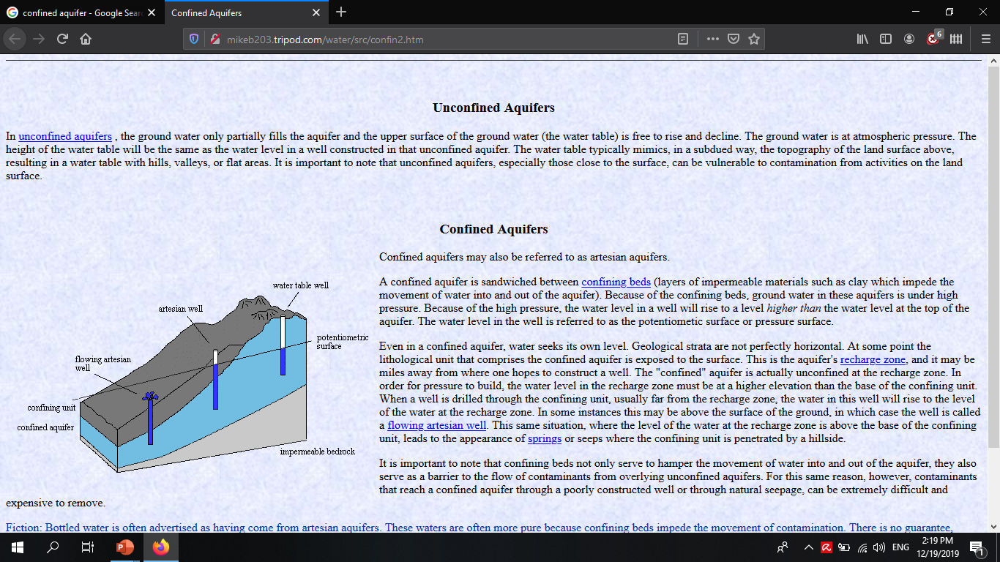 confined aquifer - Google Sear
Confined Aquifers
mikeb203.tripod.com/water/src/confin2.htm
6
Unconfined Aquifers
In unconfined aquifers , the ground water only partially fills the aquifer and the upper surface of the ground water (the water table) is free to rise and decline. The ground water is at atmospheric pressure. The
height of the water table will be the same as the water level in a well constructed in that unconfined aquifer. The water table typically mimics, in a subdued way, the topography of the land surface above,
resulting in a water table with hills, valleys, or flat areas. It is important to note that unconfined aquifers, especially those close to the surface, can be vulnerable to contamination from activities on the land
surface.
Confined Aquifers
Confined aquifers may also be referred to as artesian aquifers.
A confined aquifer is sandwiched between confining beds (layers of impermeable materials such as clay which impede the
movement of water into and out of the aquifer). Because of the confining beds, ground water in these aquifers is under high
pressure. Because of the high pressure, the water level in a well will rise to a level higher than the water level at the top of the
aquifer. The water level in the well is referred to as the potentiometic surface or pressure surface.
Even in a confined aquifer, water seeks its own level. Geological strata are not perfectly horizontal. At some point the
lithological unit that comprises the confined aquifer is exposed to the surface. This is the aquifer's recharge zone, and it may be
miles away from where one hopes to construct a well. The "confined" aquifer is actually unconfined at the recharge zone. In
order for pressure to build, the water level in the recharge zone must be at a higher elevation than the base of the confining unit.
When a well is drilled through the confining unit, usually far from the recharge zone, the water in this well will rise to the level
of the water at the recharge zone. In some instances this may be above the surface of the ground, in which case the well is called
a flowing artesian well. This same situation, where the level of the water at the recharge zone is above the base of the confining
unit, leads to the appearance of springs or seeps where the confining unit is penetrated by a hillside.
It is important to note that confining beds not only serve to hamper the movement of water into and out of the aquifer, they also
serve as a barrier to the flow of contaminants from overlying unconfined aquifers. For this same reason, however, contaminants
that reach a confined aquifer through a poorly constructed well or through natural seepage, can be extremely difficult and
expensive to remove.
water table well
artesian well
potentiometric
surface
flowing artesian
well
confining unit
confined aquifer
impermeable bedrock
Fiction: Bottled water is often advertised as having come from artesian aquifers. These waters are often more pure because confining beds impede the movement of contamination. There is no guarantee,
ENG
2:19 PM
12/19/2019
1